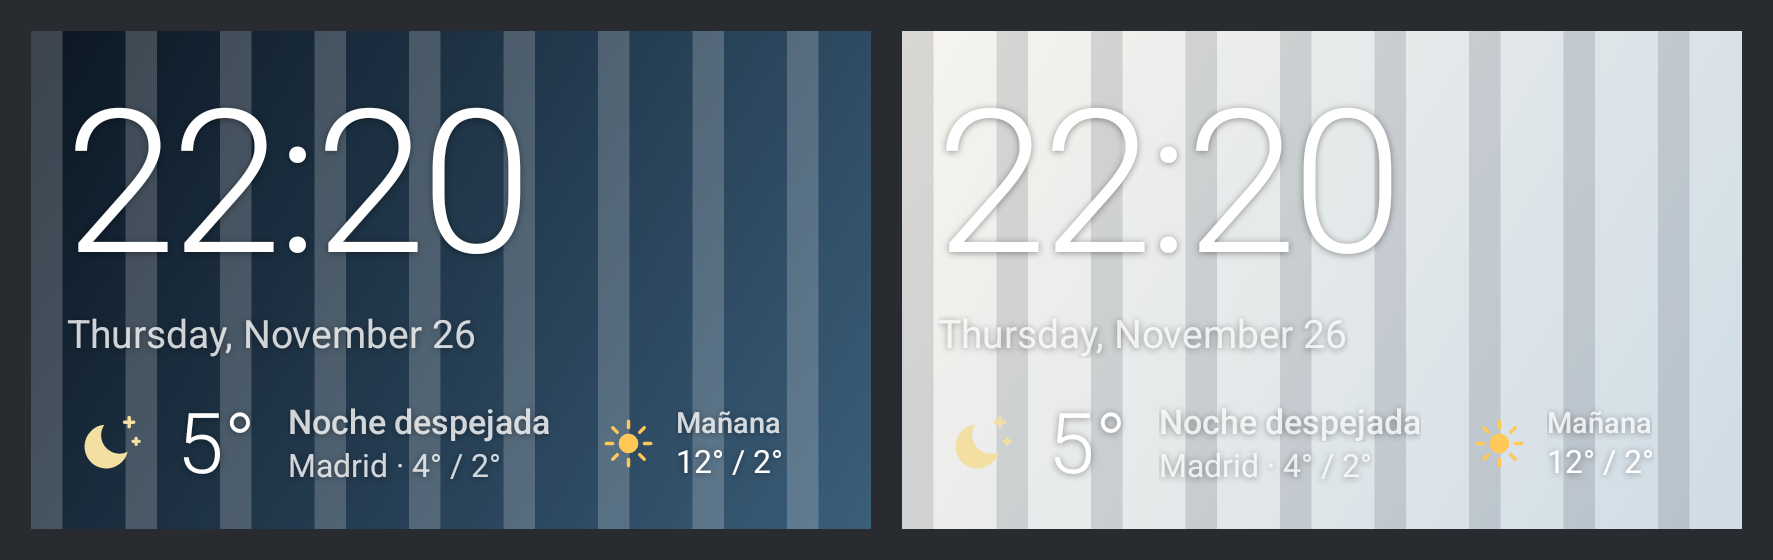 22:20
Thursday, November 26
5°
Noche despejada
Madrid · 4° / 2°
Mañana
12° / 2°
22:20
Thursday, November 26
5°
Noche despejada
Madrid · 4° / 2°
Mañana
12° / 2°